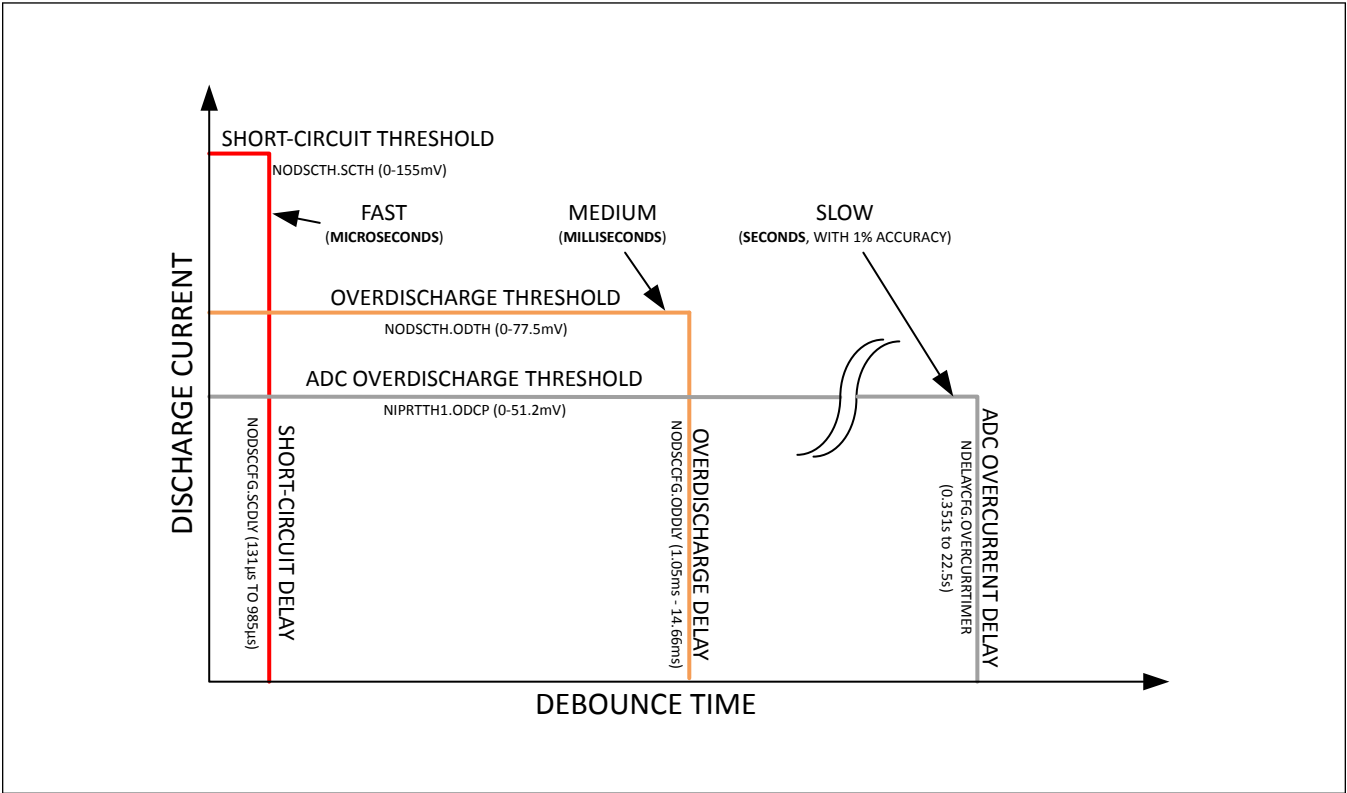 SHORT-CIRCUIT THRESHOLD
NODSCTH.SCTH (0-155mV)
FAST
(MICROSECONDS)
MEDIUM
(MILLISECONDS)
SLOW
(SECONDS, WITH 1% ACCURACY)
OVERDISCHARGE THRESHOLD
NODSCTH.ODTH (0-77.5mV)
ADC OVERDISCHARGE THRESHOLD
NIPRTTH1.ODCP (0-51.2mV)
DISCHARGE CURRENT
SHORT-CIRCUIT DELAY
NODSCCFG.SCDLY (131µs TO 985µs)
OVERDISCHARGE DELAY
NODSCCFG.ODDLY (1.05ms - 14.66ms)
ADC OVERCURRENT DELAY
NDELAYCFG.OVERCURRTIMER
(0.351s to 22.5s)
DEBOUNCE TIME